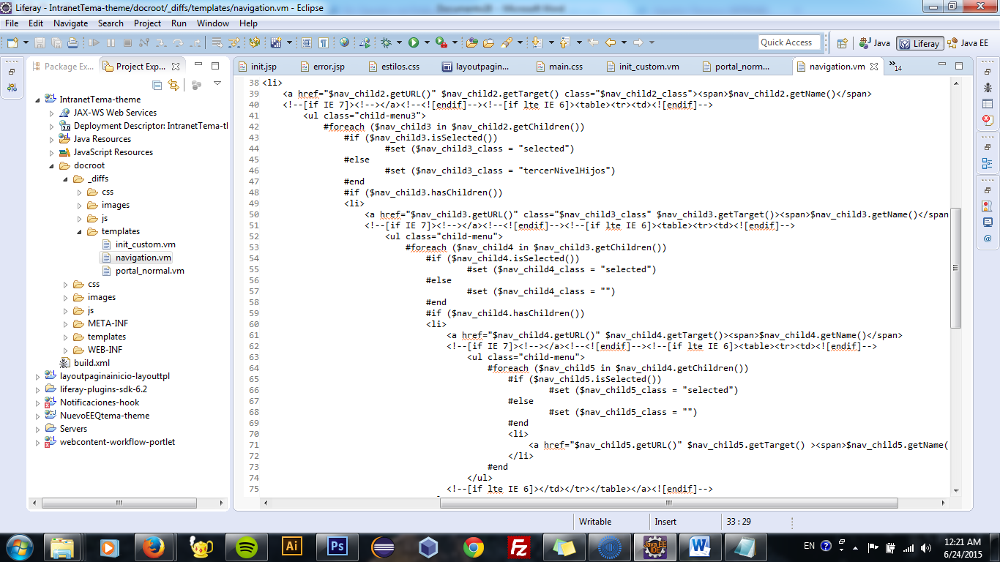 Liferay - IntranetTema-theme/docroot/_diffs/templates/navigation.vm - Eclipse
File Edit Navigate Search Project Run Window Help
Quick Access Java Liferay Java EE
Package Ex... Project Exp...
init.jsp error.jsp estilos.css layoutpagin... main.css init_custom.vm portal_norm... navigation.vm 14
IntranetTema-theme
JAX-WS Web Services
Deployment Descriptor: IntranetTema-tl
Java Resources
JavaScript Resources
docroot
_diffs
css
images
js
templates
init_custom.vm
navigation.vm
portal_normal.vm
css
images
js
META-INF
templates
WEB-INF
build.xml
layoutpaginainicio-layouttpl
liferay-plugins-sdk-6.2
Notificaciones-hook
NuevoEEQtema-theme
Servers
webcontent-workflow-portlet
38 <li>
39 <a href="$nav_child2.getURL()" $nav_child2.getTarget() class="$nav_child2_class"><span>$nav_child2.getName()</span>
40 <!--[if IE 7]><!--></a><!--<![endif]--><!--[if lte IE 6]><table><tr><td><![endif]-->
41 <ul class="child-menu3">
42 #foreach ($nav_child3 in $nav_child2.getChildren())
43 #if ($nav_child3.isSelected())
44 #set ($nav_child3_class = "selected")
45 #else
46 #set ($nav_child3_class = "tercerNivelHijos")
47 #end
48 #if ($nav_child3.hasChildren())
49 <li>
50 <a href="$nav_child3.getURL()" class="$nav_child3_class" $nav_child3.getTarget()><span>$nav_child3.getName()</span
51 <!--[if IE 7]><!--></a><!--<![endif]--><!--[if lte IE 6]><table><tr><td><![endif]-->
52 <ul class="child-menu">
53 #foreach ($nav_child4 in $nav_child3.getChildren())
54 #if ($nav_child4.isSelected())
55 #set ($nav_child4_class = "selected")
56 #else
57 #set ($nav_child4_class = "")
58 #end
59 #if ($nav_child4.hasChildren())
60 <li>
61 <a href="$nav_child4.getURL()" $nav_child4.getTarget()><span>$nav_child4.getName()</span>
62 <!--[if IE 7]><!--></a><!--<![endif]--><!--[if lte IE 6]><table><tr><td><![endif]-->
63 <ul class="child-menu">
64 #foreach ($nav_child5 in $nav_child4.getChildren())
65 #if ($nav_child5.isSelected())
66 #set ($nav_child5_class = "selected")
67 #else
68 #set ($nav_child5_class = "")
69 #end
70 <li>
71 <a href="$nav_child5.getURL()" $nav_child5.getTarget() ><span>$nav_child5.getName(
72 </li>
73 #end
74 </ul>
75 <!--[if lte IE 6]></td></tr></table></a><![endif]-->
Writable Insert 33 : 29
Ai Ps Fz Java EE IDE W
EN 12:21 AM
6/24/2015